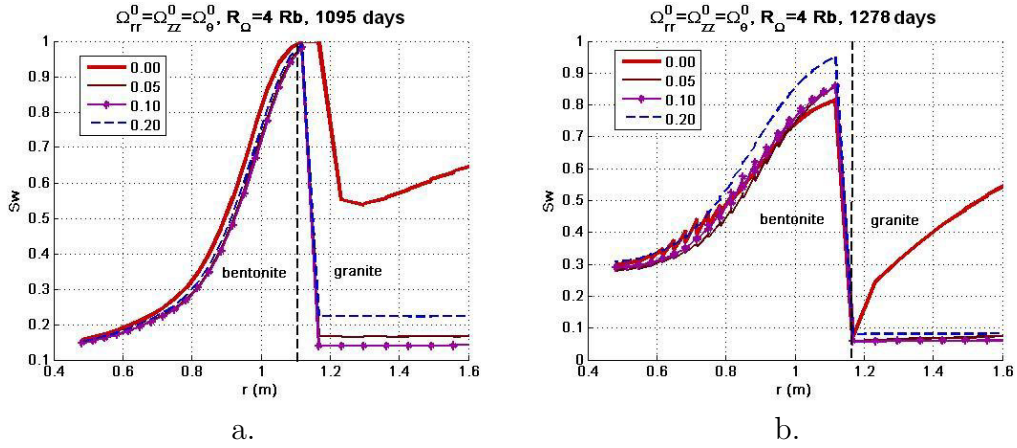 Ω⁰rr=Ω⁰zz=Ω⁰θ, RΩ=4 Rb, 1095 days
1
0.9
0.8
0.7
0.6
0.5
0.4
0.3
0.2
0.1
Sw
0.00
0.05
0.10
0.20
bentonite
granite
0.4 0.6 0.8 1 1.2 1.4 1.6
r (m)
a.
Ω⁰rr=Ω⁰zz=Ω⁰θ, RΩ=4 Rb, 1278 days
1
0.9
0.8
0.7
0.6
0.5
0.4
0.3
0.2
0.1
0
Sw
0.00
0.05
0.10
0.20
bentonite
granite
0.4 0.6 0.8 1 1.2 1.4 1.6
r (m)
b.